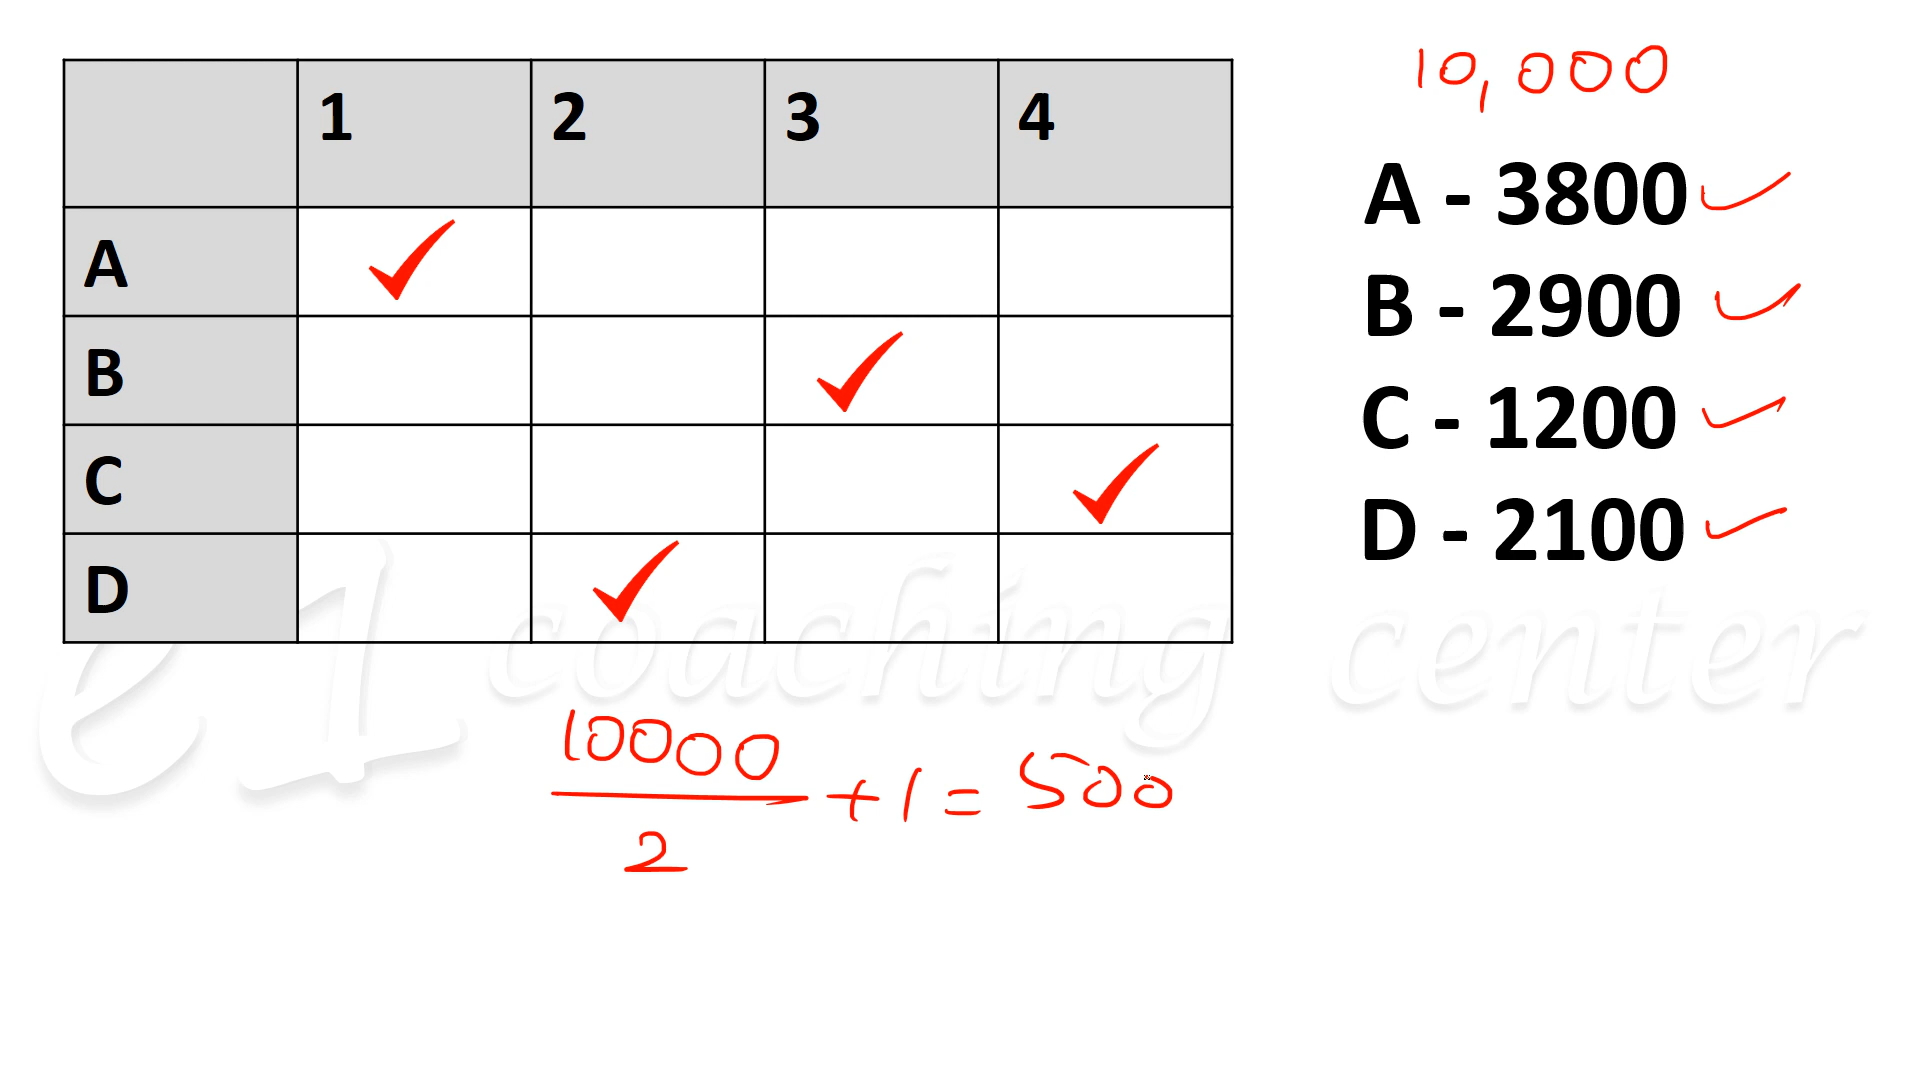 1 2 3 4
A ✓
B ✓
C ✓
D ✓
10,000
A - 3800 ✓
B - 2900 ✓
C - 1200 ✓
D - 2100 ✓
e1 coaching center
10000/2 + 1 = 500